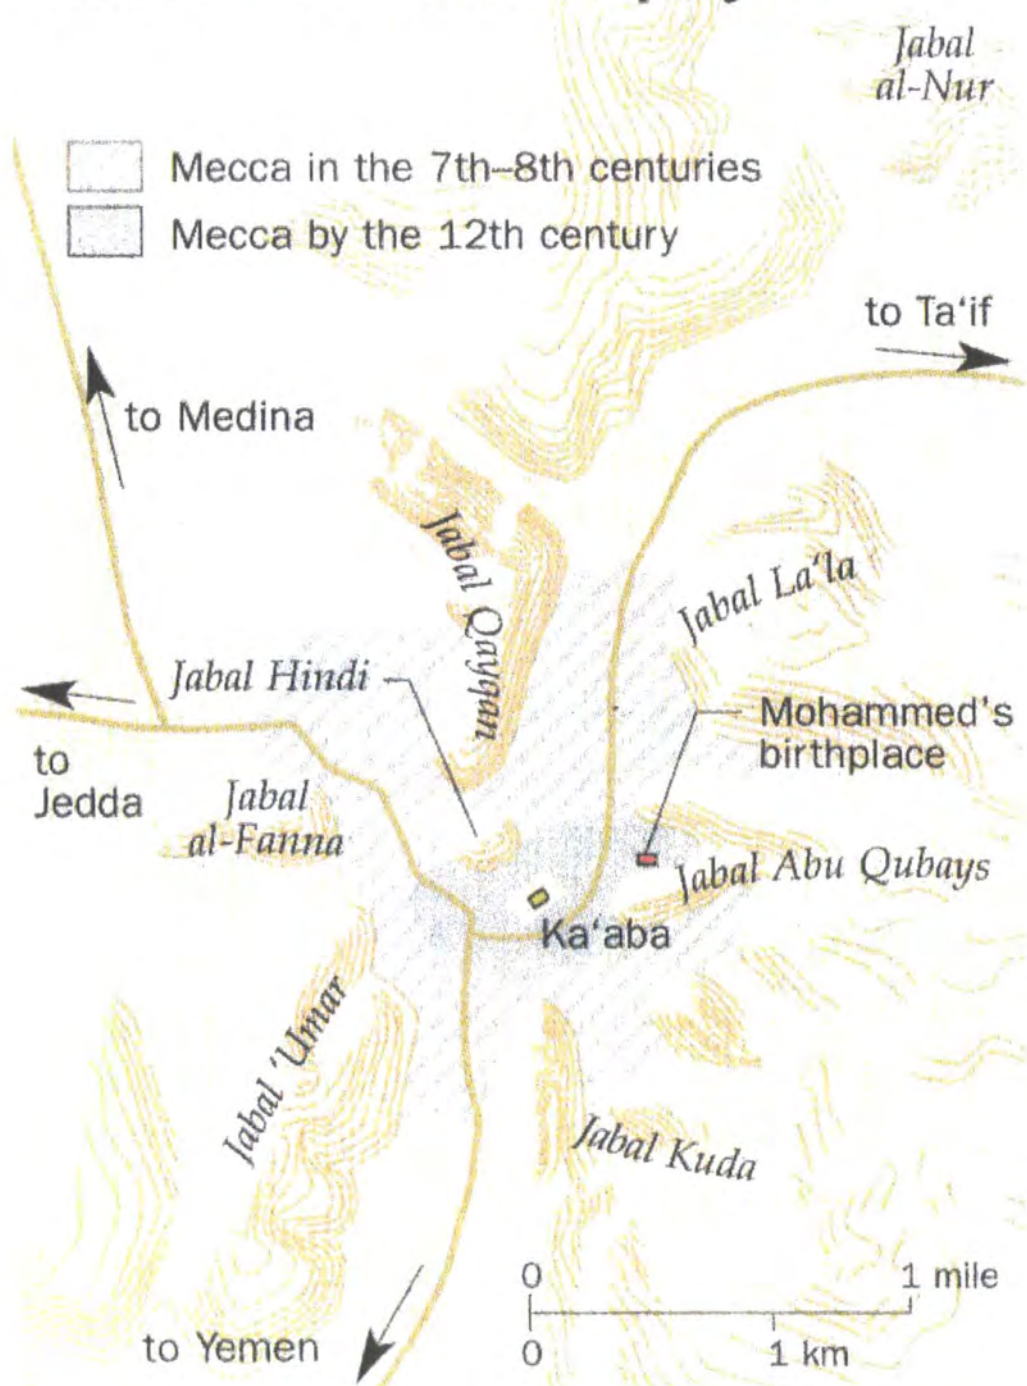 Jabal
al-Nur
Mecca in the 7th–8th centuries
Mecca by the 12th century
to Ta‘if
to Medina
Jabal Qayqan
Jabal La‘la
Jabal Hindi
Mohammed's
birthplace
to
Jedda
Jabal
al-Fanna
Jabal Abu Qubays
Ka‘aba
Jabal ‘Umar
Jabal Kuda
0
1 mile
to Yemen
0
1 km